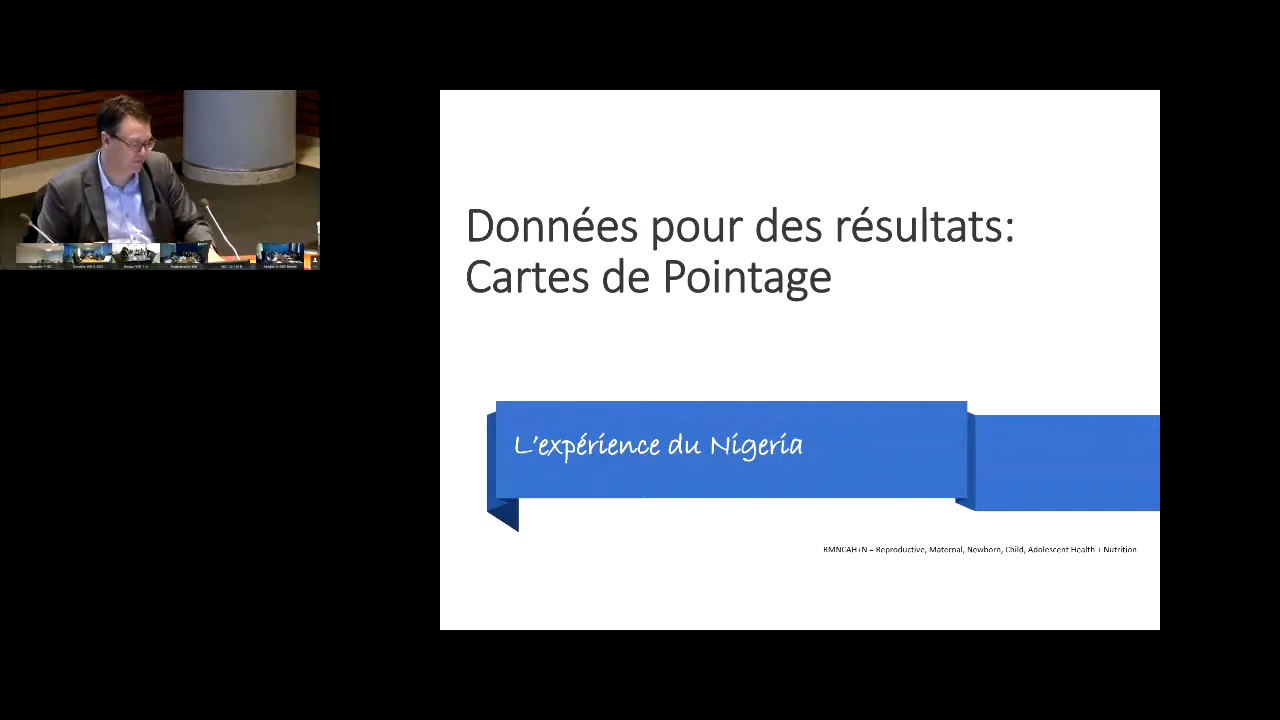 Données pour des résultats:
Cartes de Pointage
L'expérience du Nigeria
RMNCAH+N = Reproductive, Maternal, Newborn, Child, Adolescent Health + Nutrition